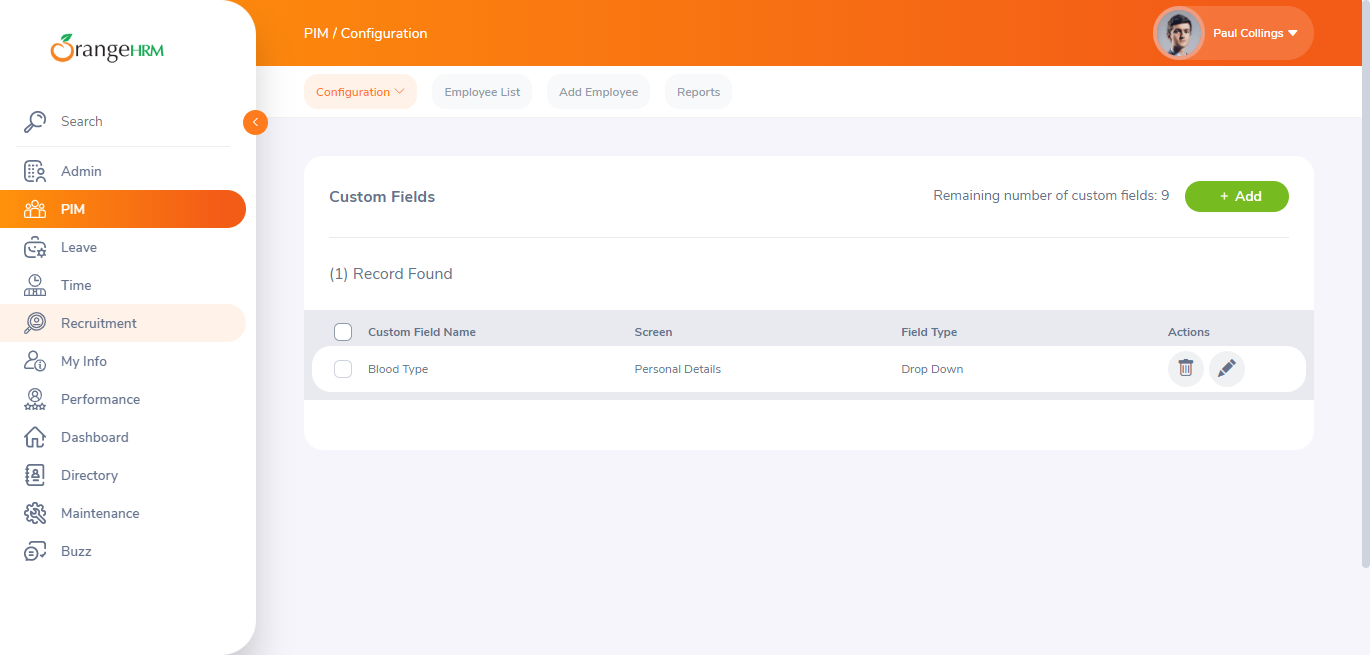 OrangeHRM
PIM / Configuration
Paul Collings
Search
Configuration
Employee List
Add Employee
Reports
Admin
PIM
Leave
Time
Recruitment
My Info
Performance
Dashboard
Directory
Maintenance
Buzz
Custom Fields
Remaining number of custom fields: 9
+ Add
(1) Record Found
Custom Field Name Screen Field Type Actions
Blood Type Personal Details Drop Down